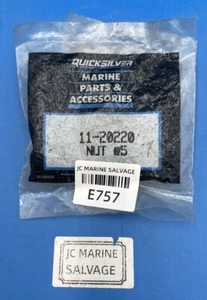 QUICKSILVER
MARINE
PARTS &
ACCESSORIES
11-20220
NUT @5
JC MARINE SALVAGE
E757
JC MARINE
SALVAGE